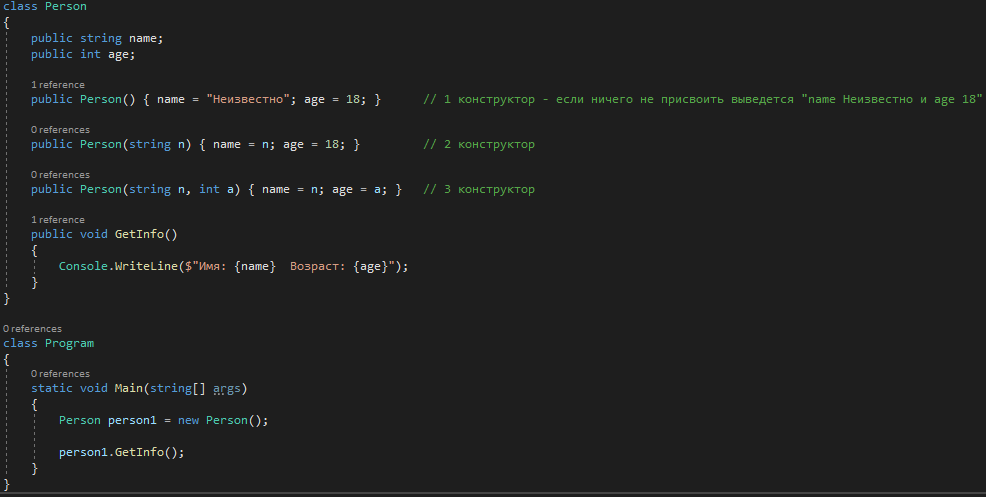 class Person
{
public string name;
public int age;
1 reference
public Person() { name = "Неизвестно"; age = 18; }      // 1 конструктор - если ничего не присвоить выведется "name Неизвестно и age 18"
0 references
public Person(string n) { name = n; age = 18; }         // 2 конструктор
0 references
public Person(string n, int a) { name = n; age = a; }   // 3 конструктор
1 reference
public void GetInfo()
{
Console.WriteLine($"Имя: {name}  Возраст: {age}");
}
}
0 references
class Program
{
0 references
static void Main(string[] args)
{
Person person1 = new Person();
person1.GetInfo();
}
}